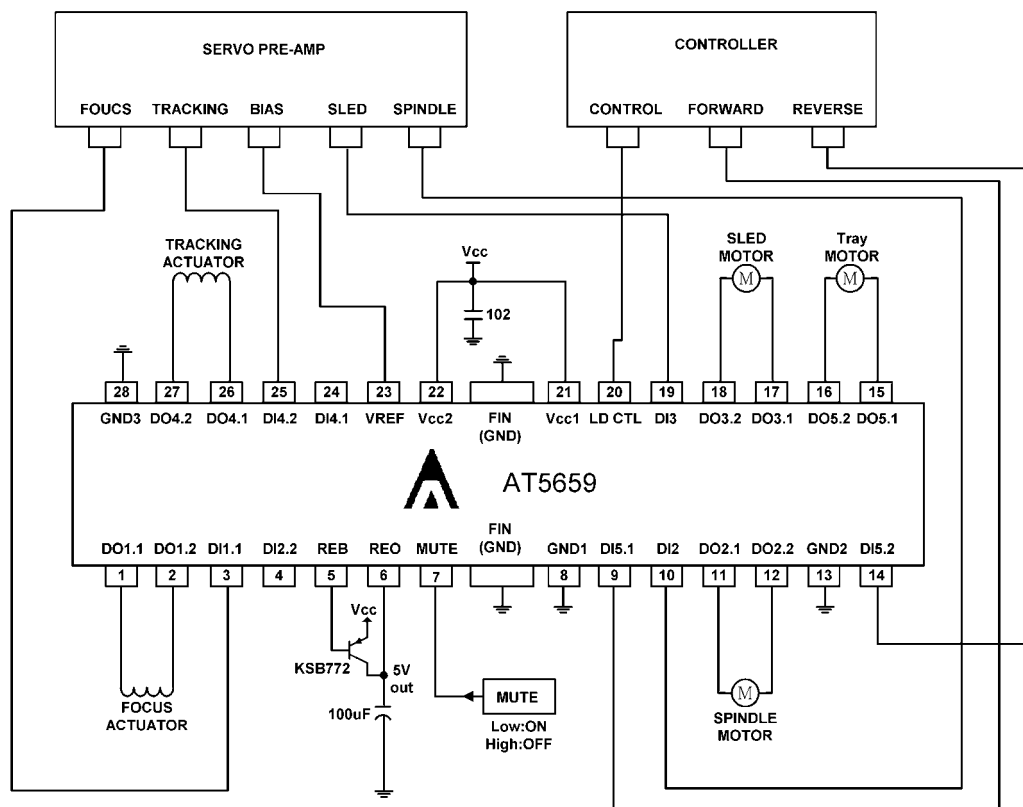 SERVO PRE-AMP
FOUCS TRACKING BIAS SLED SPINDLE
CONTROLLER
CONTROL FORWARD REVERSE
TRACKING
ACTUATOR
Vcc
102
SLED
MOTOR
M
Tray
MOTOR
M
28 27 26 25 24 23 22 21 20 19 18 17 16 15
GND3 DO4.2 DO4.1 DI4.2 DI4.1 VREF Vcc2 FIN
(GND) Vcc1 LD CTL DI3 DO3.2 DO3.1 DO5.2 DO5.1
AT5659
DO1.1 DO1.2 DI1.1 DI2.2 REB REO MUTE FIN
(GND) GND1 DI5.1 DI2 DO2.1 DO2.2 GND2 DI5.2
1 2 3 4 5 6 7 8 9 10 11 12 13 14
Vcc
KSB772
5V
out
100uF
FOCUS
ACTUATOR
MUTE
Low:ON
High:OFF
M
SPINDLE
MOTOR